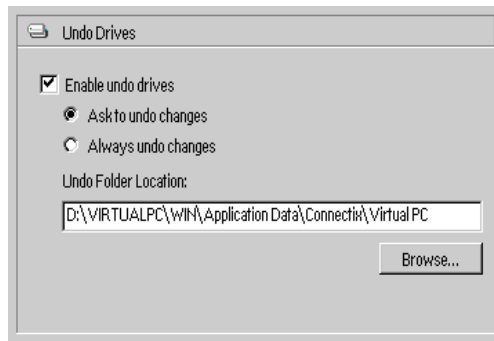 Undo Drives
Enable undo drives
Ask to undo changes
Always undo changes
Undo Folder Location:
D:\VIRTUALPC\WIN\Application Data\Connectix\Virtual PC
Browse...